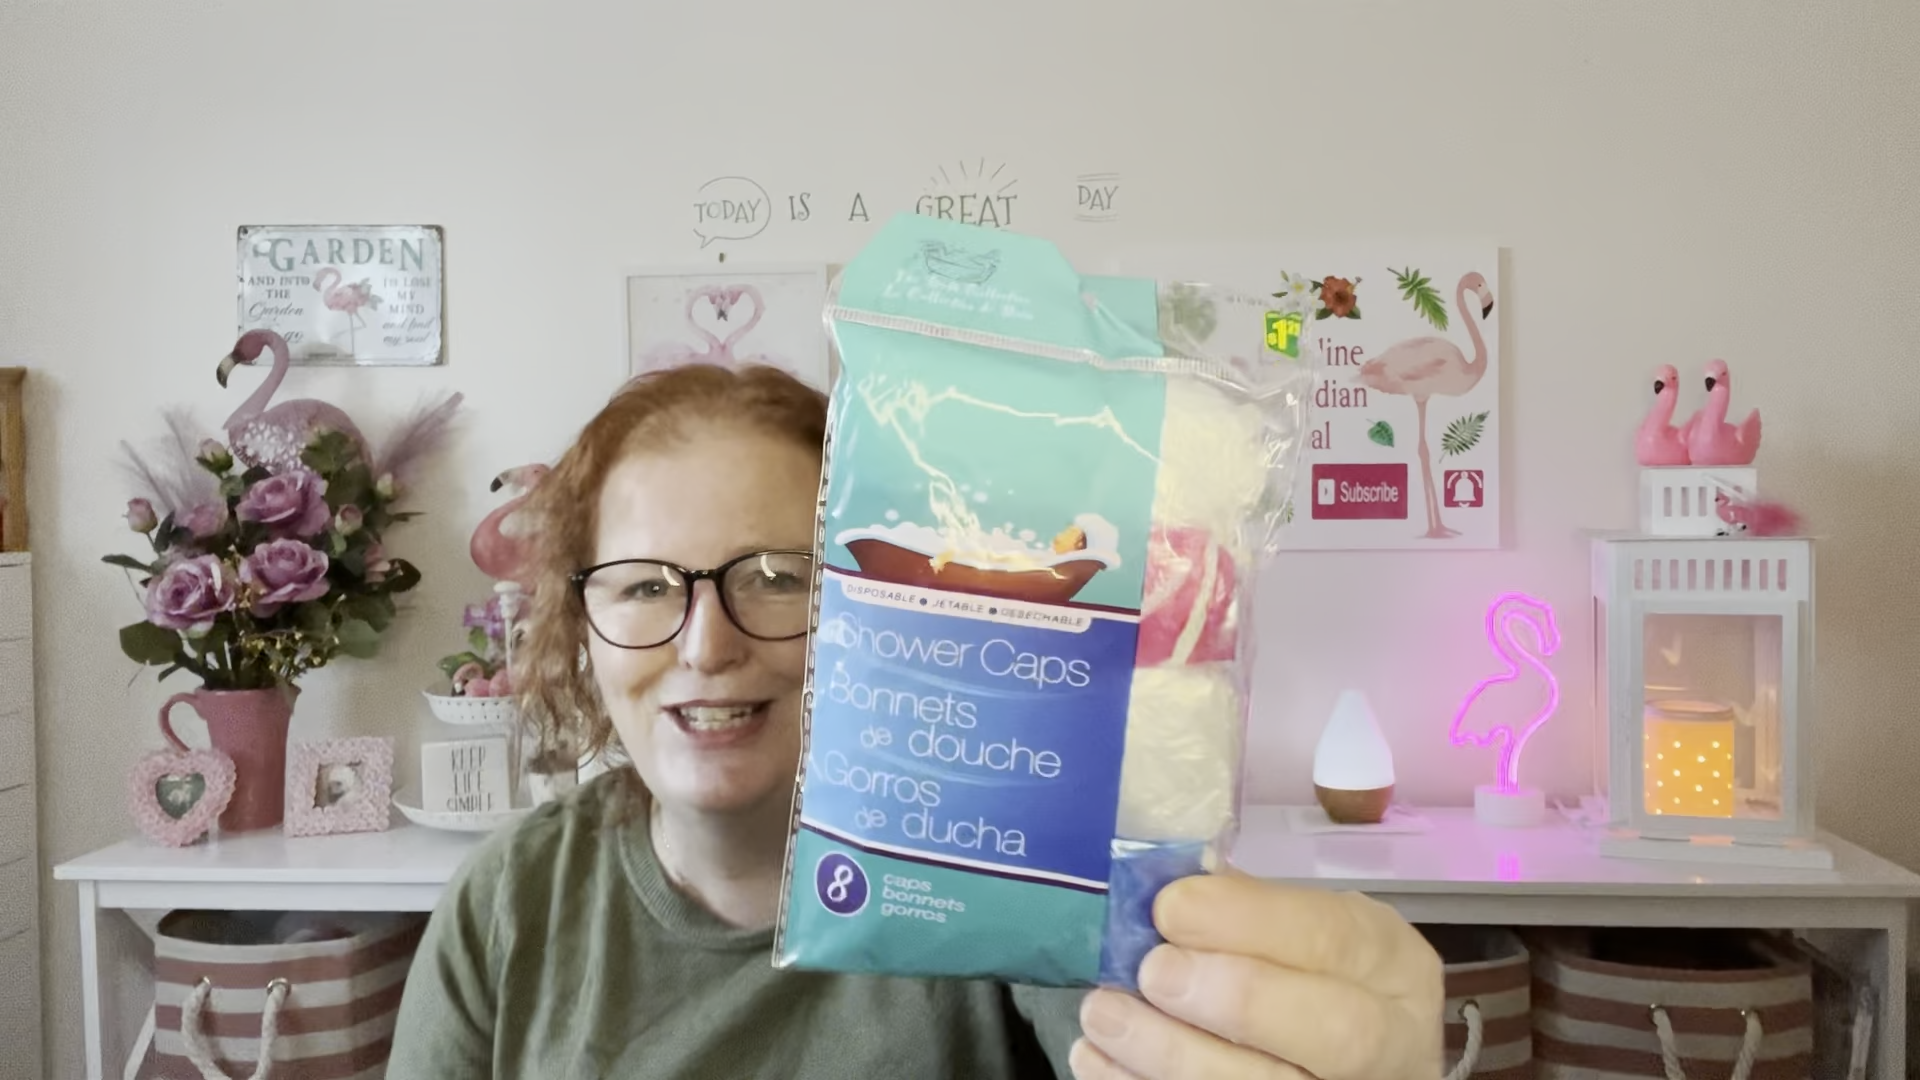 TODAY IS A GREAT DAY
GARDEN
AND INTO
THE
Garden
go
TO LOSE
MY
MIND
and find
my soul
KEEP
LIFE
SIMPLE
DISPOSABLE • JETABLE • DESECHABLE
Shower Caps
Bonnets
de douche
Gorros
de ducha
8
caps
bonnets
gorros
line
dian
al
Subscribe